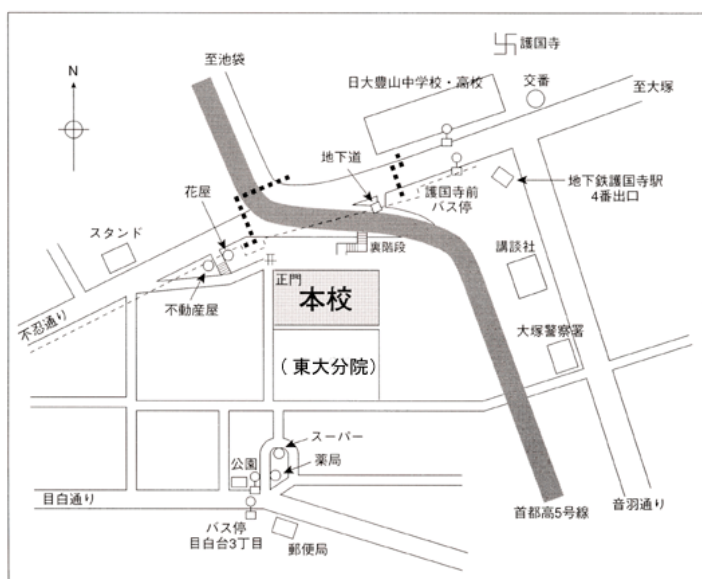 護国寺
至池袋
日大豊山中学校・高校
交番
至大塚
N
地下道
花屋
護国寺前
バス停
地下鉄護国寺駅
4番出口
スタンド
裏階段
講談社
正門
本校
不動産屋
不忍通り
大塚警察署
(東大分院)
スーパー
薬局
公園
目白通り
首都高5号線
音羽通り
バス停
目白台3丁目
郵便局